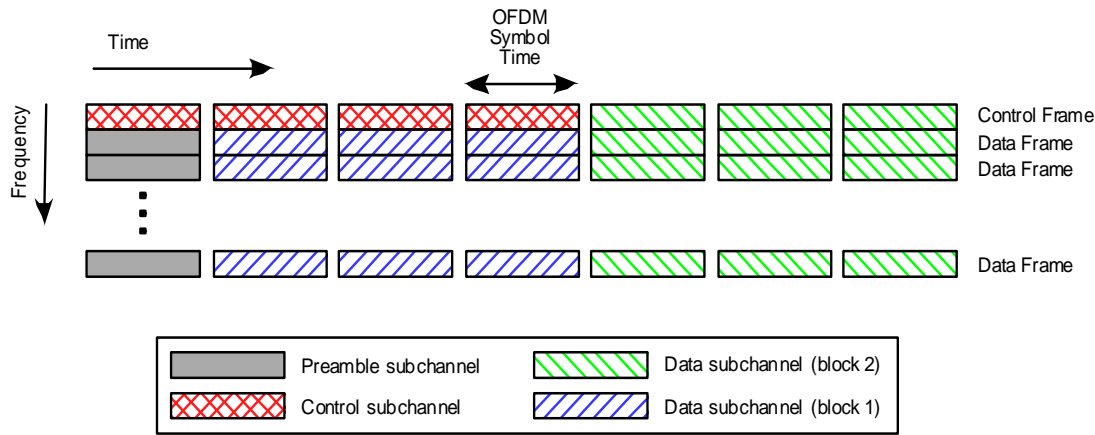 OFDM
Symbol
Time
Time
Frequency
Control Frame
Data Frame
Data Frame
Data Frame
Preamble subchannel
Data subchannel (block 2)
Control subchannel
Data subchannel (block 1)